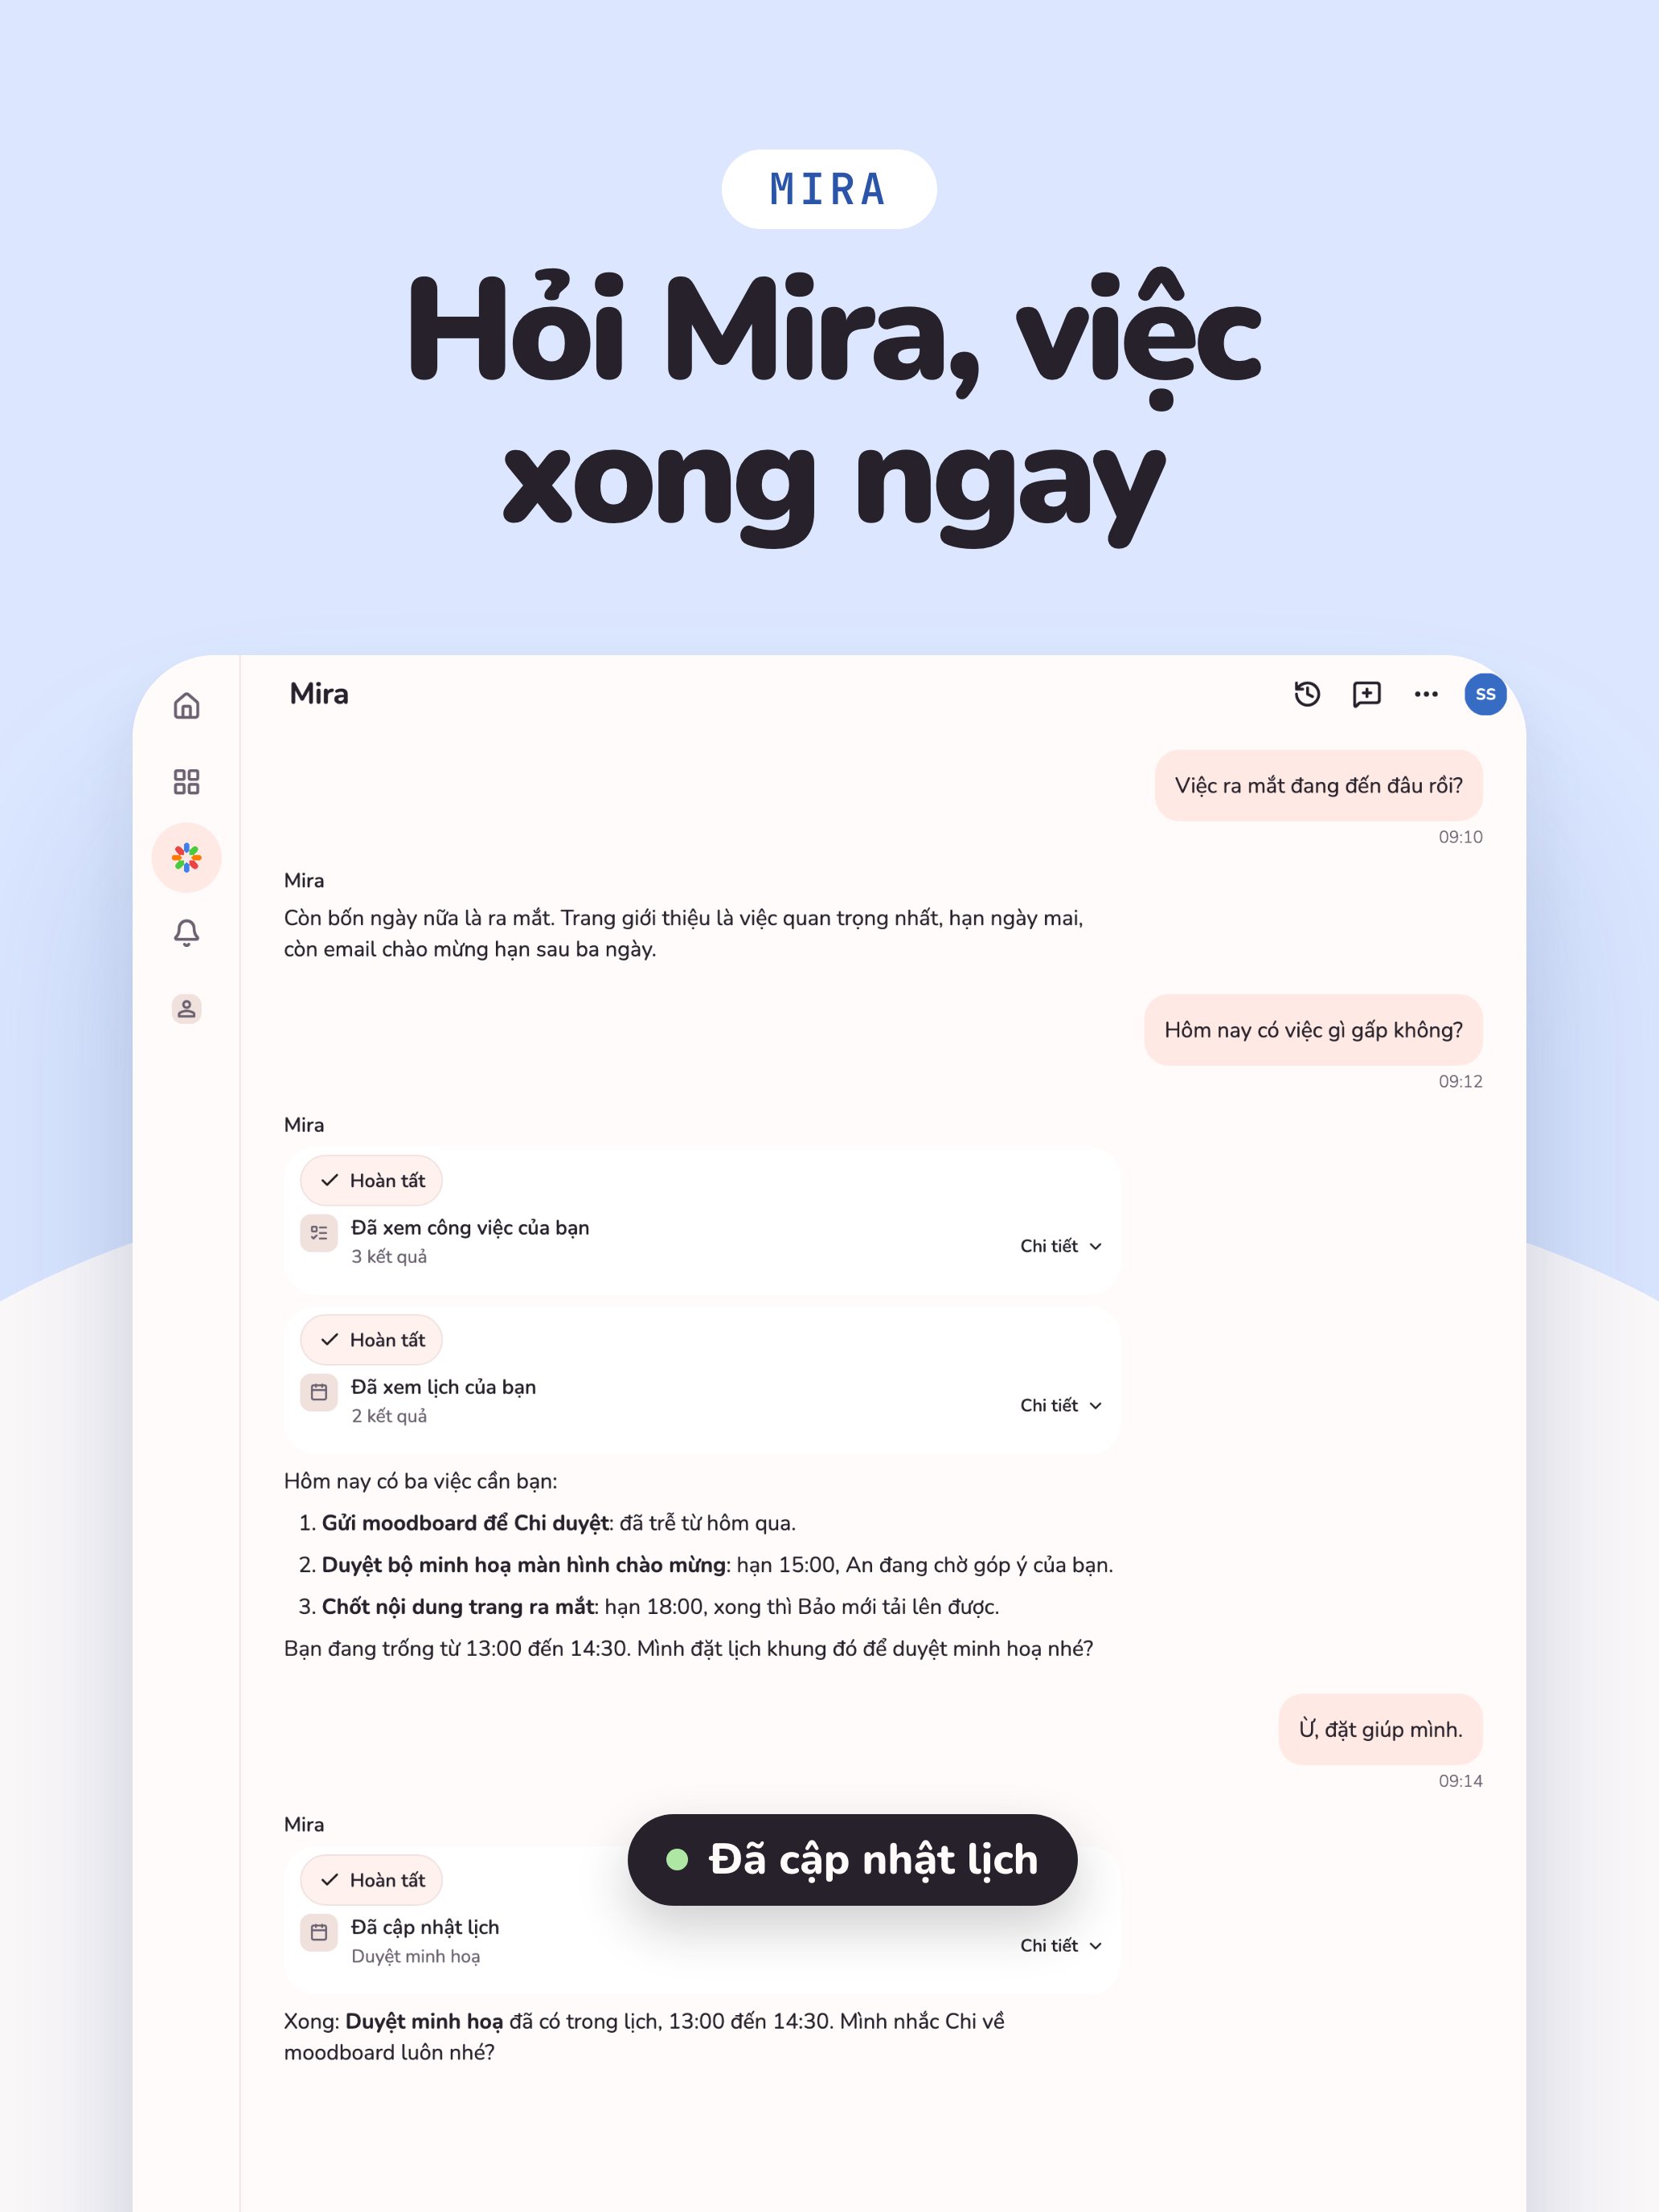 MIRA
Hỏi Mira, việc
xong ngay
Mira
SS
Việc ra mắt đang đến đâu rồi?
09:10
Mira
Còn bốn ngày nữa là ra mắt. Trang giới thiệu là việc quan trọng nhất, hạn ngày mai,
còn email chào mừng hạn sau ba ngày.
Hôm nay có việc gì gấp không?
09:12
Mira
Hoàn tất
Đã xem công việc của bạn
3 kết quả
Chi tiết
Hoàn tất
Đã xem lịch của bạn
2 kết quả
Chi tiết
Hôm nay có ba việc cần bạn:
1. Gửi moodboard để Chi duyệt: đã trễ từ hôm qua.
2. Duyệt bộ minh hoạ màn hình chào mừng: hạn 15:00, An đang chờ góp ý của bạn.
3. Chốt nội dung trang ra mắt: hạn 18:00, xong thì Bảo mới tải lên được.
Bạn đang trống từ 13:00 đến 14:30. Mình đặt lịch khung đó để duyệt minh hoạ nhé?
Ừ, đặt giúp mình.
09:14
Mira
Đã cập nhật lịch
Hoàn tất
Đã cập nhật lịch
Duyệt minh hoạ
Chi tiết
Xong: Duyệt minh hoạ đã có trong lịch, 13:00 đến 14:30. Mình nhắc Chi về
moodboard luôn nhé?